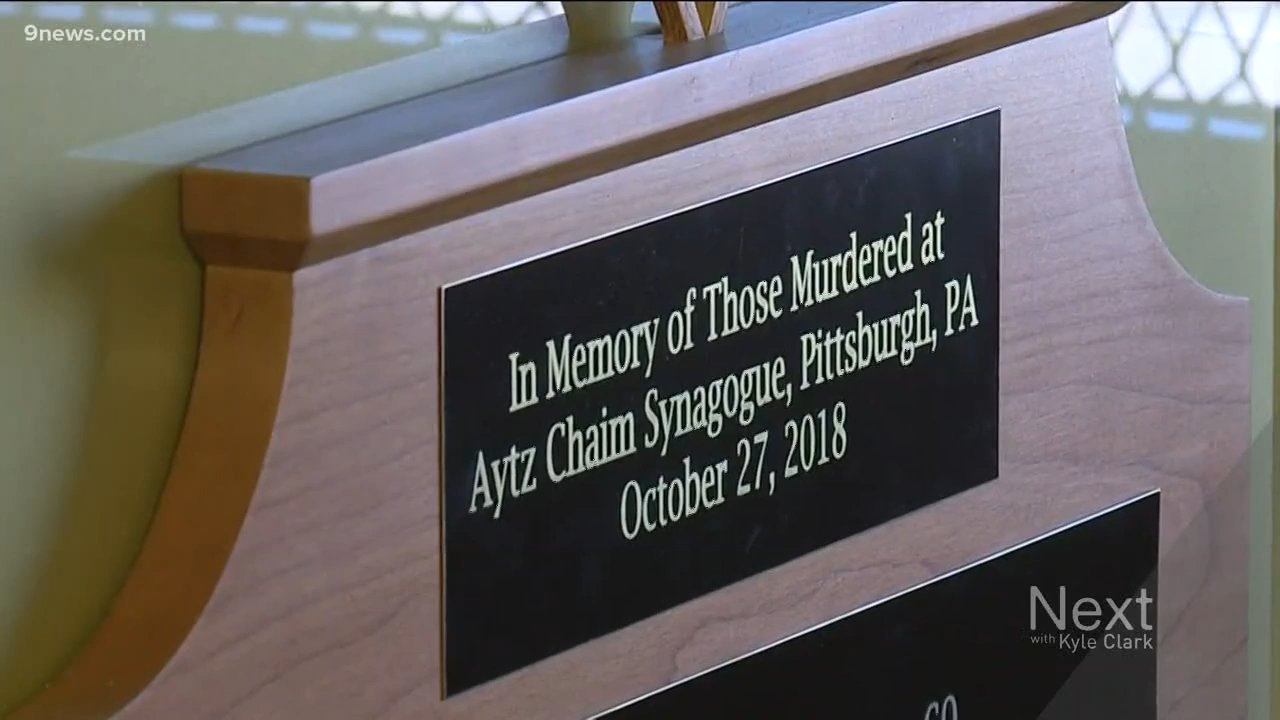 9news.com
In Memory of Those Murdered at
Aytz Chaim Synagogue, Pittsburgh, PA
October 27, 2018
Next
with Kyle Clark